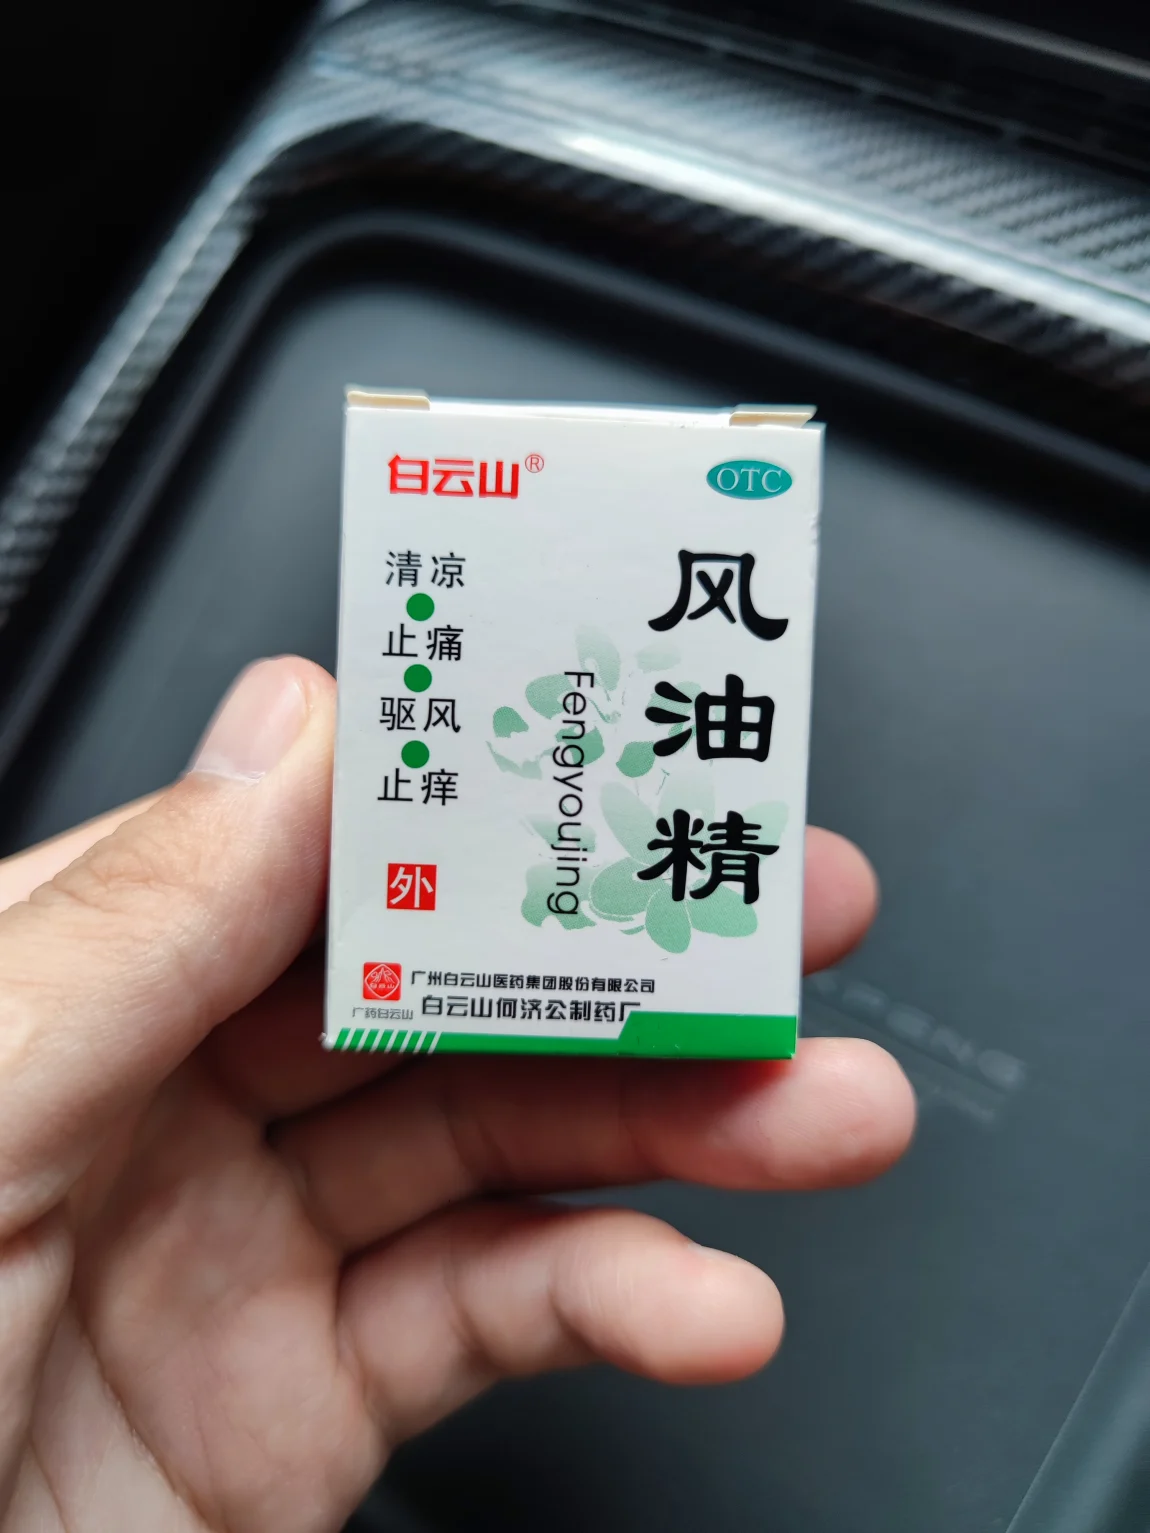 白云山®
OTC
清凉
止痛
驱风
止痒
风油精
Fengyoujing
外
广州白云山医药集团股份有限公司
广药白云山
白云山何济公制药厂